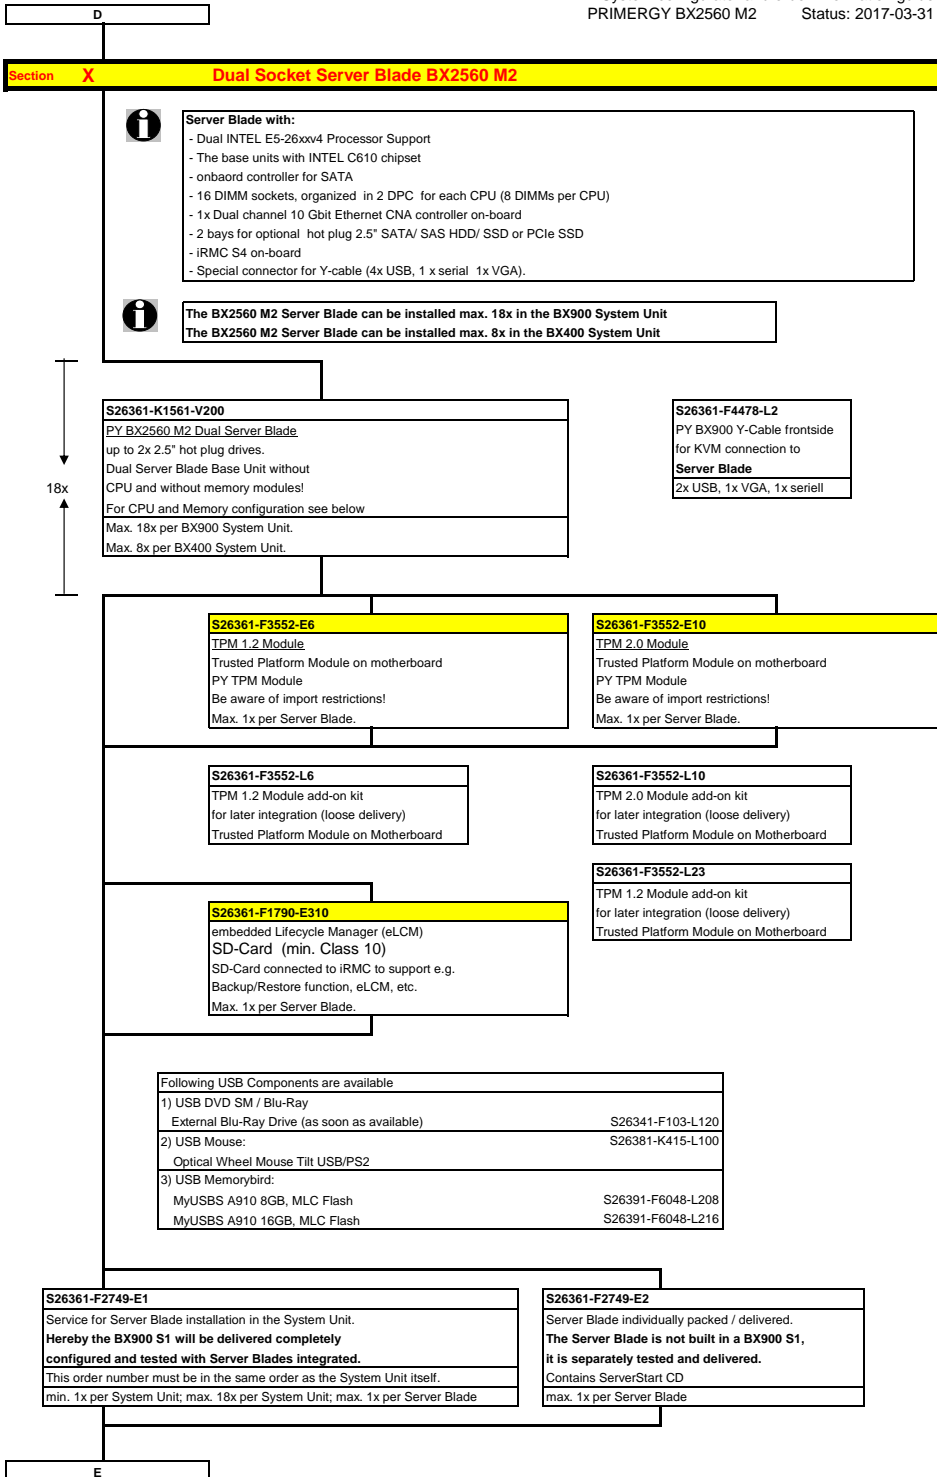 PRIMERGY BX2560 M2 Status: 2017-03-31
D
Section X Dual Socket Server Blade BX2560 M2
Server Blade with:
- Dual INTEL E5-26xxv4 Processor Support
- The base units with INTEL C610 chipset
- onbaord controller for SATA
- 16 DIMM sockets, organized in 2 DPC for each CPU (8 DIMMs per CPU)
- 1x Dual channel 10 Gbit Ethernet CNA controller on-board
- 2 bays for optional hot plug 2.5" SATA/ SAS HDD/ SSD or PCIe SSD
- iRMC S4 on-board
- Special connector for Y-cable (4x USB, 1 x serial 1x VGA).
The BX2560 M2 Server Blade can be installed max. 18x in the BX900 System Unit
The BX2560 M2 Server Blade can be installed max. 8x in the BX400 System Unit
18x
S26361-K1561-V200
PY BX2560 M2 Dual Server Blade
up to 2x 2.5" hot plug drives.
Dual Server Blade Base Unit without
CPU and without memory modules!
For CPU and Memory configuration see below
Max. 18x per BX900 System Unit.
Max. 8x per BX400 System Unit.
S26361-F4478-L2
PY BX900 Y-Cable frontside
for KVM connection to
Server Blade
2x USB, 1x VGA, 1x seriell
S26361-F3552-E6
TPM 1.2 Module
Trusted Platform Module on motherboard
PY TPM Module
Be aware of import restrictions!
Max. 1x per Server Blade.
S26361-F3552-E10
TPM 2.0 Module
Trusted Platform Module on motherboard
PY TPM Module
Be aware of import restrictions!
Max. 1x per Server Blade.
S26361-F3552-L6
TPM 1.2 Module add-on kit
for later integration (loose delivery)
Trusted Platform Module on Motherboard
S26361-F3552-L10
TPM 2.0 Module add-on kit
for later integration (loose delivery)
Trusted Platform Module on Motherboard
S26361-F3552-L23
TPM 1.2 Module add-on kit
for later integration (loose delivery)
Trusted Platform Module on Motherboard
S26361-F1790-E310
embedded Lifecycle Manager (eLCM)
SD-Card (min. Class 10)
SD-Card connected to iRMC to support e.g.
Backup/Restore function, eLCM, etc.
Max. 1x per Server Blade.
Following USB Components are available
1) USB DVD SM / Blu-Ray
External Blu-Ray Drive (as soon as available) S26341-F103-L120
2) USB Mouse: S26381-K415-L100
Optical Wheel Mouse Tilt USB/PS2
3) USB Memorybird:
MyUSBS A910 8GB, MLC Flash S26391-F6048-L208
MyUSBS A910 16GB, MLC Flash S26391-F6048-L216
S26361-F2749-E1
Service for Server Blade installation in the System Unit.
Hereby the BX900 S1 will be delivered completely
configured and tested with Server Blades integrated.
This order number must be in the same order as the System Unit itself.
min. 1x per System Unit; max. 18x per System Unit; max. 1x per Server Blade
S26361-F2749-E2
Server Blade individually packed / delivered.
The Server Blade is not built in a BX900 S1,
it is separately tested and delivered.
Contains ServerStart CD
max. 1x per Server Blade
E